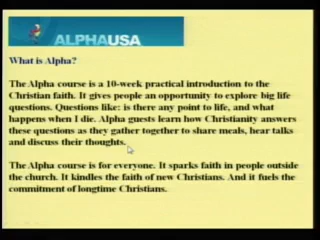 ALPHAUSA
What is Alpha?
The Alpha course is a 10-week practical introduction to the
Christian faith. It gives people an opportunity to explore big life
questions. Questions like: is there any point to life, and what
happens when I die. Alpha guests learn how Christianity answers
these questions as they gather together to share meals, hear talks
and discuss their thoughts.
The Alpha course is for everyone. It sparks faith in people outside
the church. It kindles the faith of new Christians. And it fuels the
commitment of longtime Christians.